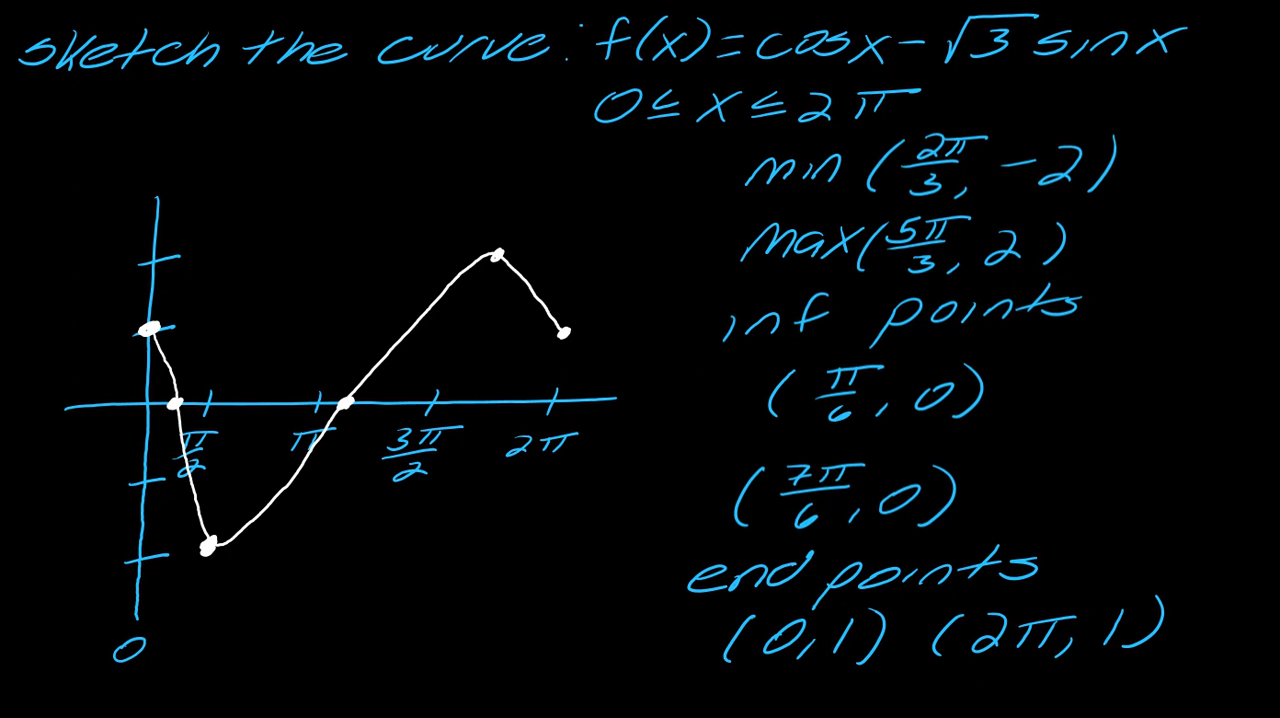 sketch the curve: f(x)=cosx-√3 sinx
0≤x≤2π
min (2π/3, -2)
max(5π/3, 2)
inf points
(π/6, 0)
(7π/6, 0)
end points
(0,1) (2π, 1)
π/2 π 3π/2 2π
0